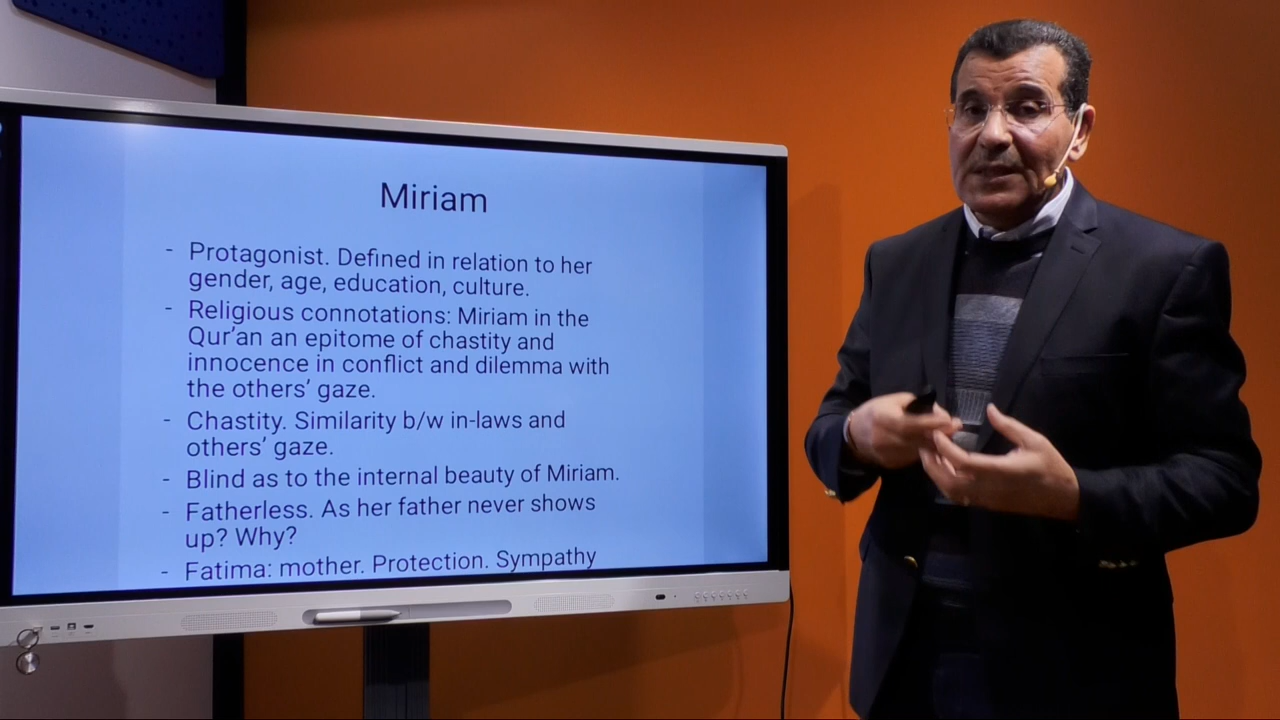 Miriam
- Protagonist. Defined in relation to her
gender, age, education, culture.
- Religious connotations: Miriam in the
Qur'an an epitome of chastity and
innocence in conflict and dilemma with
the others' gaze.
- Chastity. Similarity b/w in-laws and
others' gaze.
- Blind as to the internal beauty of Miriam.
- Fatherless. As her father never shows
up? Why?
- Fatima: mother. Protection. Sympathy